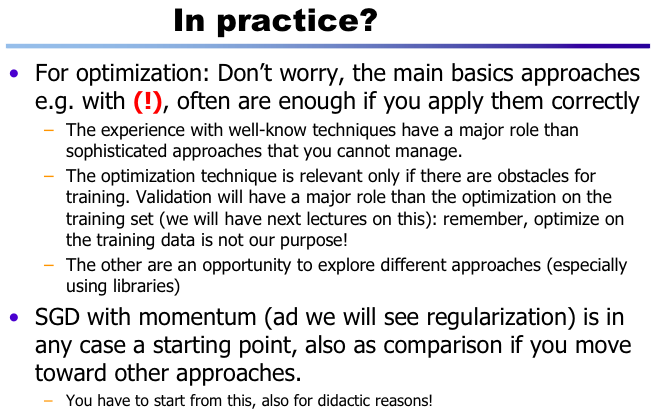 In practice?
• For optimization: Don't worry, the main basics approaches
e.g. with (!), often are enough if you apply them correctly
– The experience with well-know techniques have a major role than
sophisticated approaches that you cannot manage.
– The optimization technique is relevant only if there are obstacles for
training. Validation will have a major role than the optimization on the
training set (we will have next lectures on this): remember, optimize on
the training data is not our purpose!
– The other are an opportunity to explore different approaches (especially
using libraries)
• SGD with momentum (ad we will see regularization) is in
any case a starting point, also as comparison if you move
toward other approaches.
– You have to start from this, also for didactic reasons!